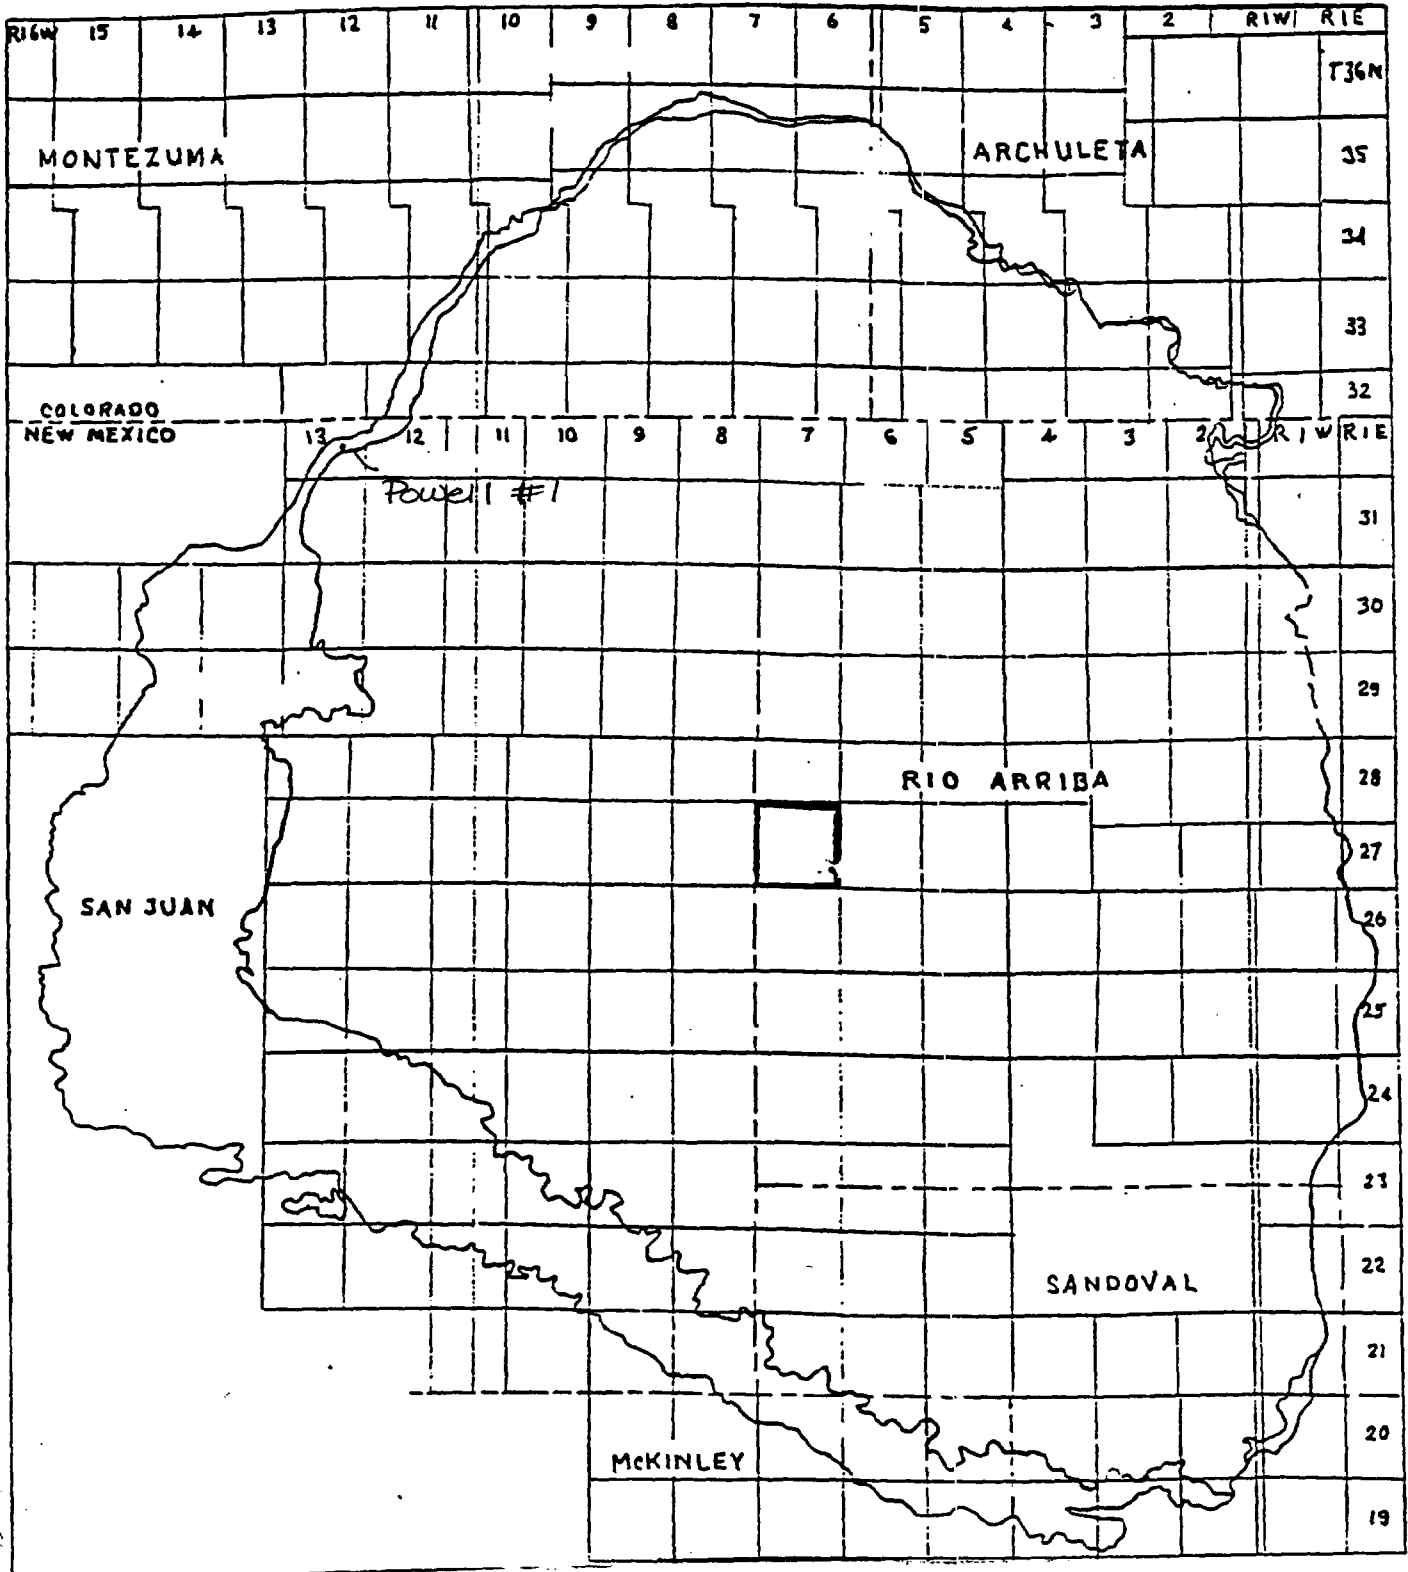 R16W 15 14 13 12 11 10 9 8 7 6 5 4 3 2 R1W R1E
T36N
MONTEZUMA ARCHULETA 35
34
33
32
COLORADO
NEW MEXICO 13 12 11 10 9 8 7 6 5 4 3 2 R1W R1E
Powell #1
31
30
29
RIO ARRIBA 28
27
SAN JUAN 26
25
24
23
SANDOVAL 22
21
McKINLEY 20
19